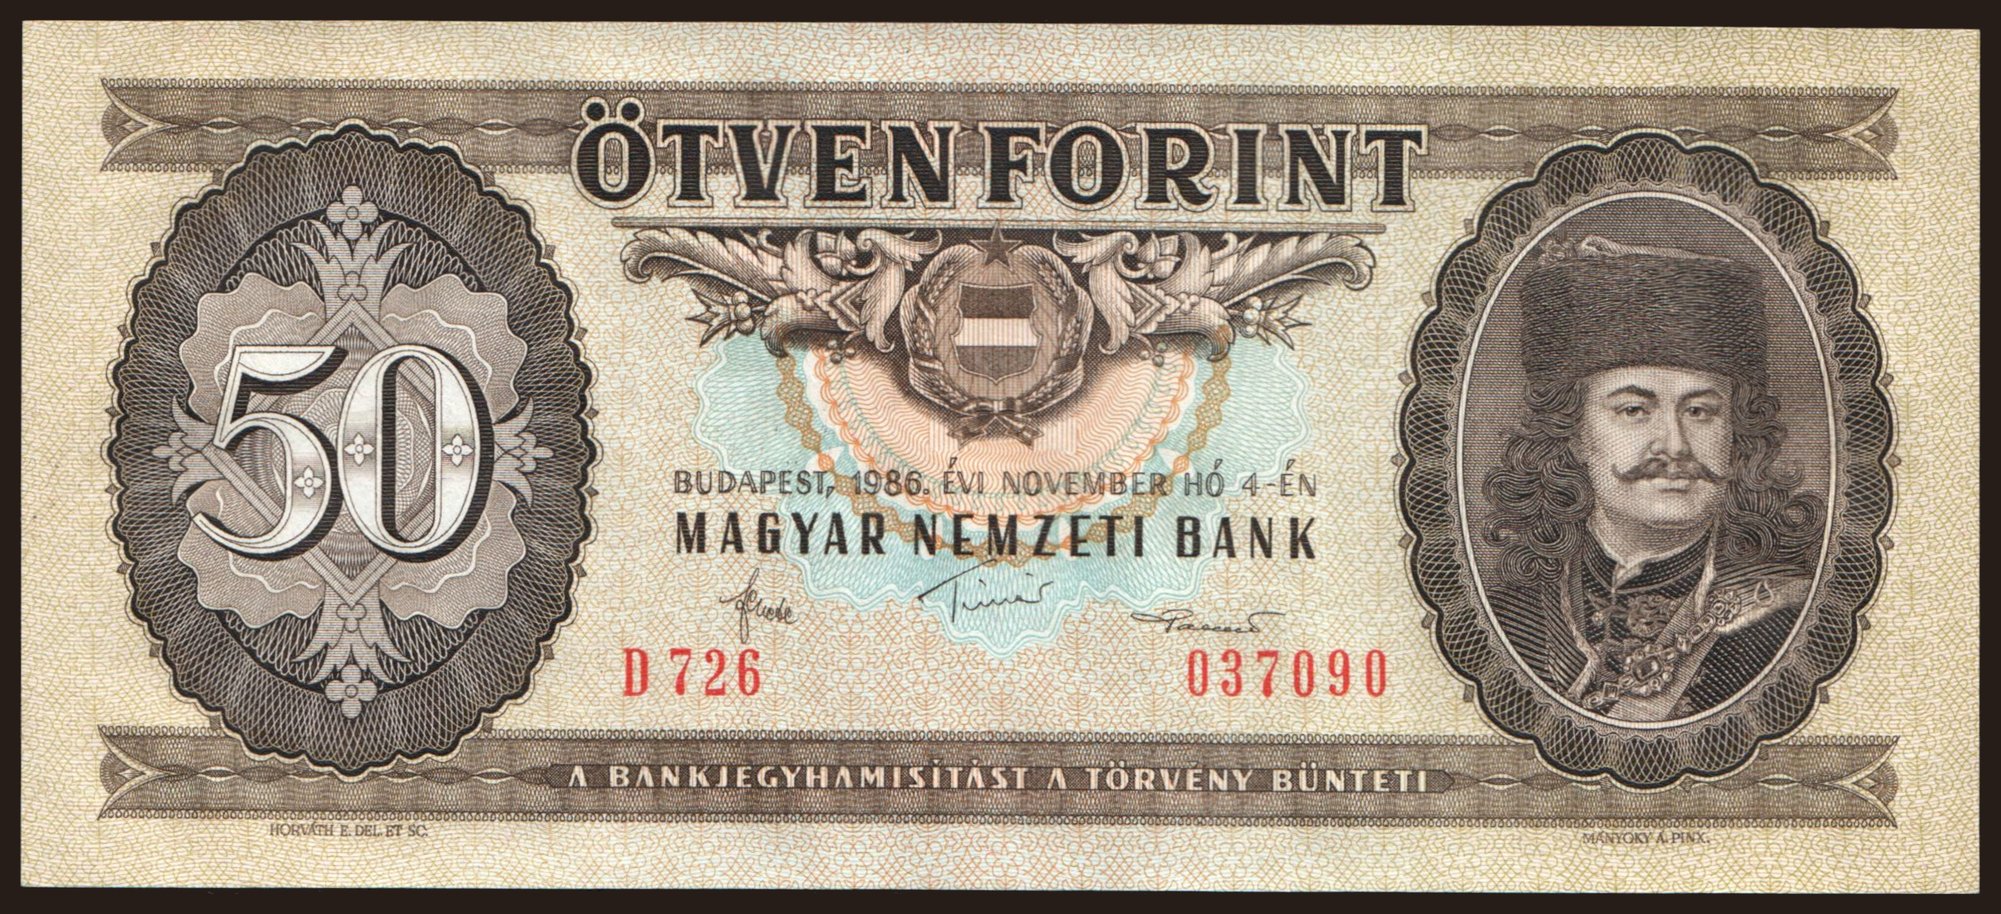 ÖTVEN FORINT
50
BUDAPEST, 1986. ÉVI NOVEMBER HÓ 4-ÉN
MAGYAR NEMZETI BANK
D 726 037090
A BANKJEGYHAMISÍTÁST A TÖRVÉNY BÜNTETI
HORVÁTH E. DEL. ET SC. MÁNYOKY Á. PINX.